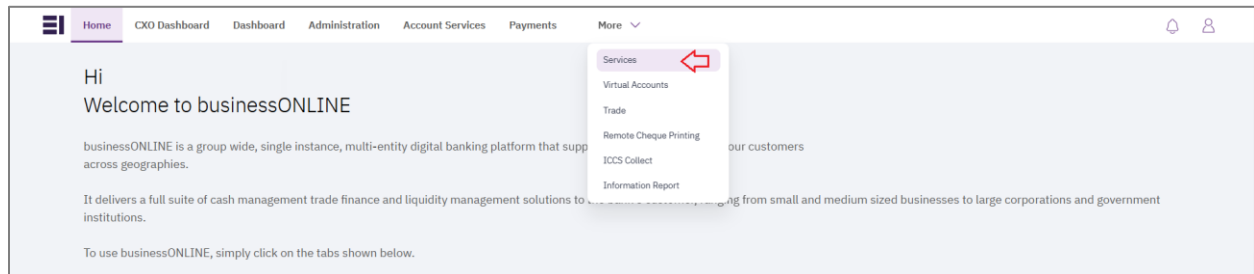 EI Home CXO Dashboard Dashboard Administration Account Services Payments More
Services
Virtual Accounts
Trade
Remote Cheque Printing
ICCS Collect
Information Report
Hi
Welcome to businessONLINE
businessONLINE is a group wide, single instance, multi-entity digital banking platform that supp our customers
across geographies.
It delivers a full suite of cash management trade finance and liquidity management solutions to ranging from small and medium sized businesses to large corporations and government
institutions.
To use businessONLINE, simply click on the tabs shown below.